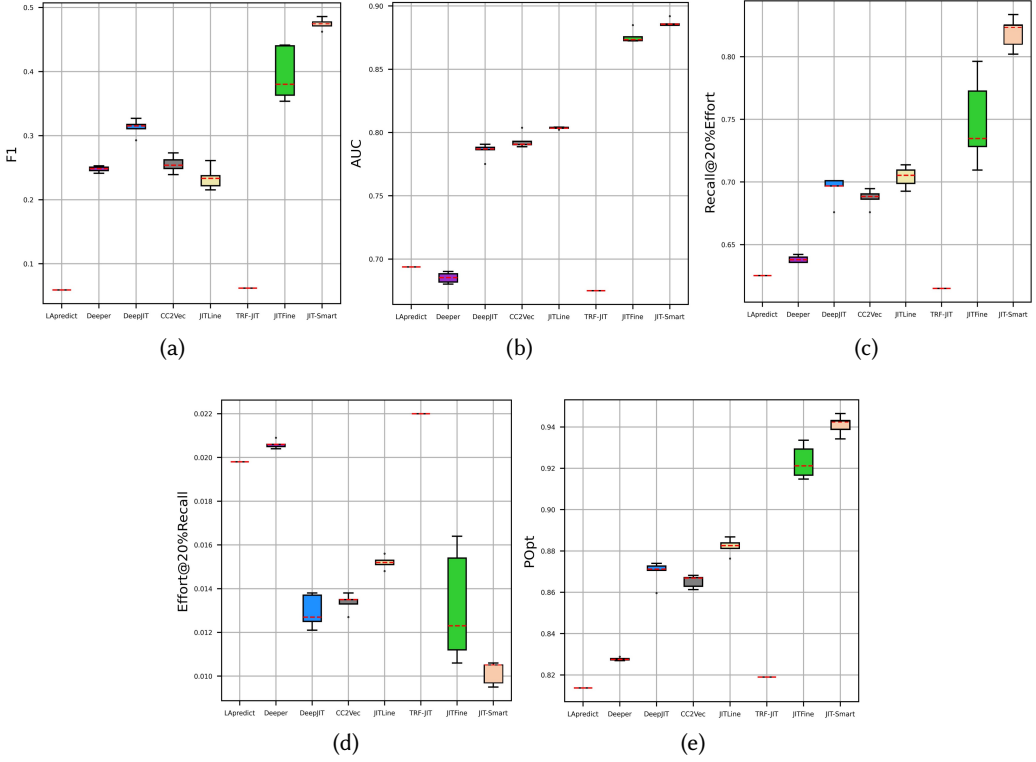 0.5
0.4
0.3
0.2
0.1
F1
LApredict Deeper DeepJIT CC2Vec JITLine TRF-JIT JITFine JIT-Smart
(a)
0.90
0.85
0.80
0.75
0.70
AUC
LApredict Deeper DeepJIT CC2Vec JITLine TRF-JIT JITFine JIT-Smart
(b)
0.80
0.75
0.70
0.65
Recall@20%Effort
LApredict Deeper DeepJIT CC2Vec JITLine TRF-JIT JITFine JIT-Smart
(c)
0.022
0.020
0.018
0.016
0.014
0.012
0.010
Effort@20%Recall
LApredict Deeper DeepJIT CC2Vec JITLine TRF-JIT JITFine JIT-Smart
(d)
0.94
0.92
0.90
0.88
0.86
0.84
0.82
POpt
LApredict Deeper DeepJIT CC2Vec JITLine TRF-JIT JITFine JIT-Smart
(e)